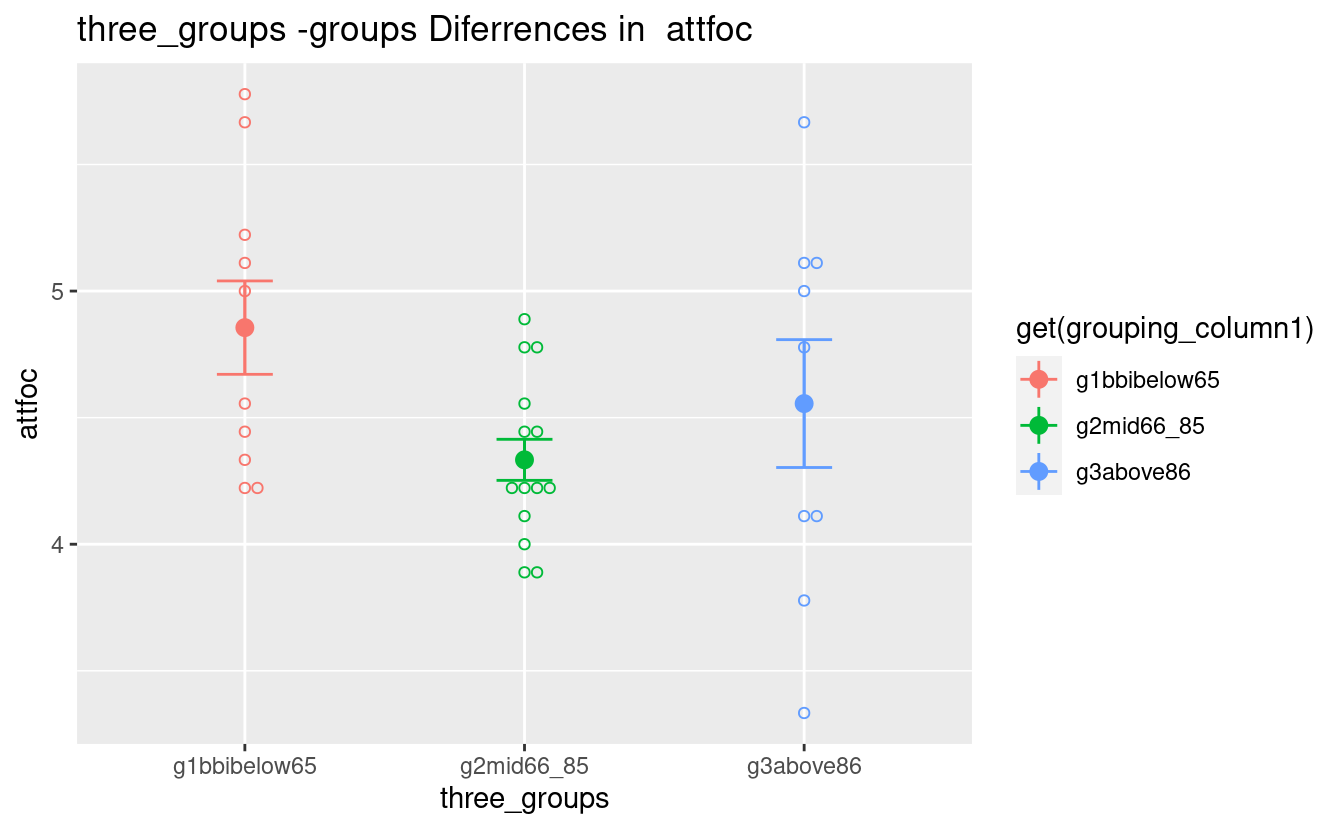 three_groups -groups Diferrences in  attfoc
5
4
attfoc
g1bbibelow65
g2mid66_85
g3above86
three_groups
get(grouping_column1)
g1bbibelow65
g2mid66_85
g3above86